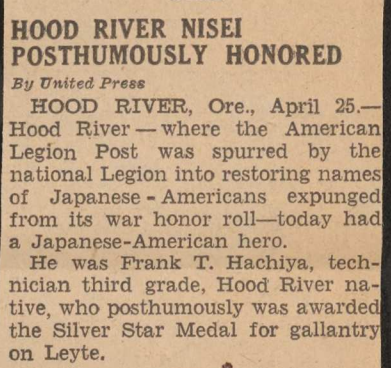 HOOD RIVER NISEI
POSTHUMOUSLY HONORED
By United Press
HOOD RIVER, Ore., April 25.—
Hood River — where the American
Legion Post was spurred by the
national Legion into restoring names
of Japanese - Americans expunged
from its war honor roll—today had
a Japanese-American hero.
He was Frank T. Hachiya, tech-
nician third grade, Hood River na-
tive, who posthumously was awarded
the Silver Star Medal for gallantry
on Leyte.